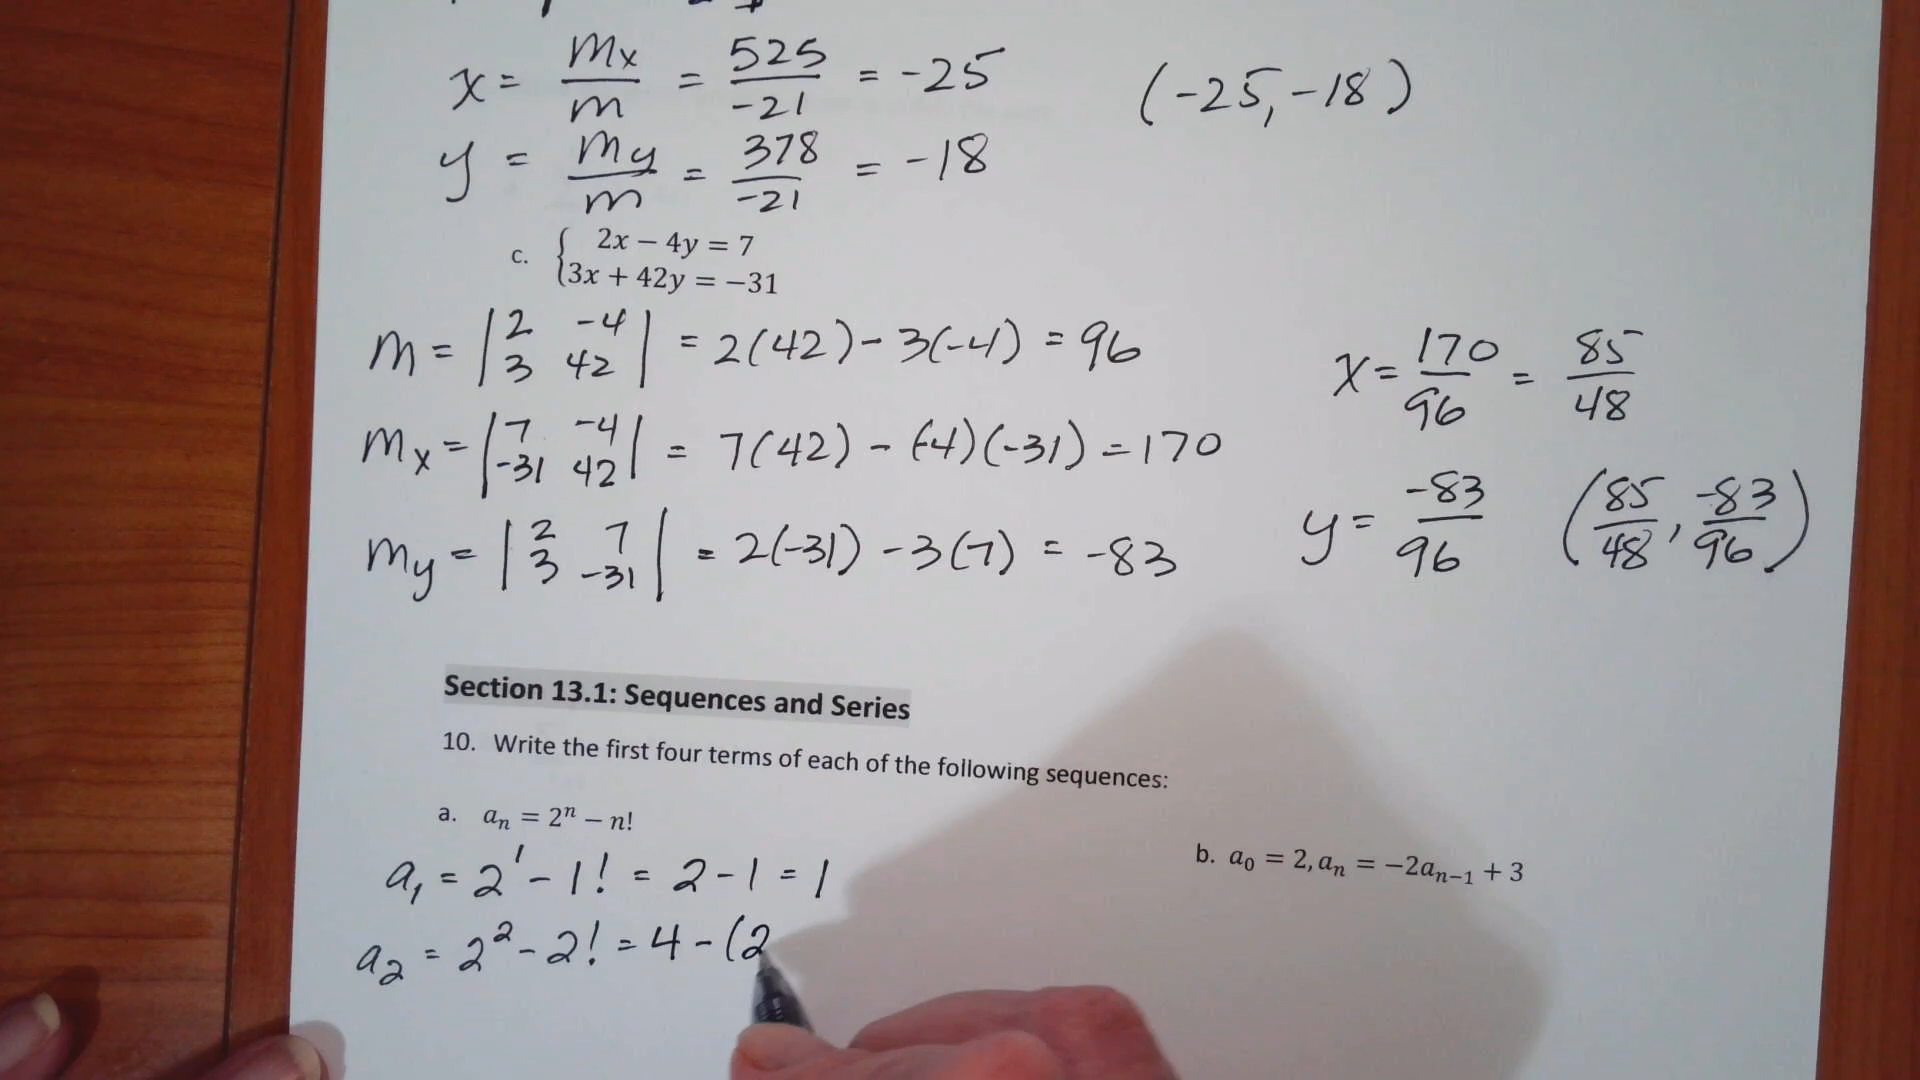 x = Mx/m = 525/-21 = -25 (-25, -18)
y = My/m = 378/-21 = -18
c. { 2x − 4y = 7
3x + 42y = −31
m = |2 -4| = 2(42) - 3(-4) = 96
|3 42|
x = 170/96 = 85/48
Mx = |7 -4| = 7(42) - (-4)(-31) = 170
|-31 42|
y = -83/96 (85/48, -83/96)
My = |2 7| = 2(-31) - 3(7) = -83
|3 -31|
Section 13.1: Sequences and Series
10. Write the first four terms of each of the following sequences:
a. aₙ = 2ⁿ − n!
b. a₀ = 2, aₙ = −2aₙ₋₁ + 3
a₁ = 2¹ - 1! = 2 - 1 = 1
a₂ = 2² - 2! = 4 - (2